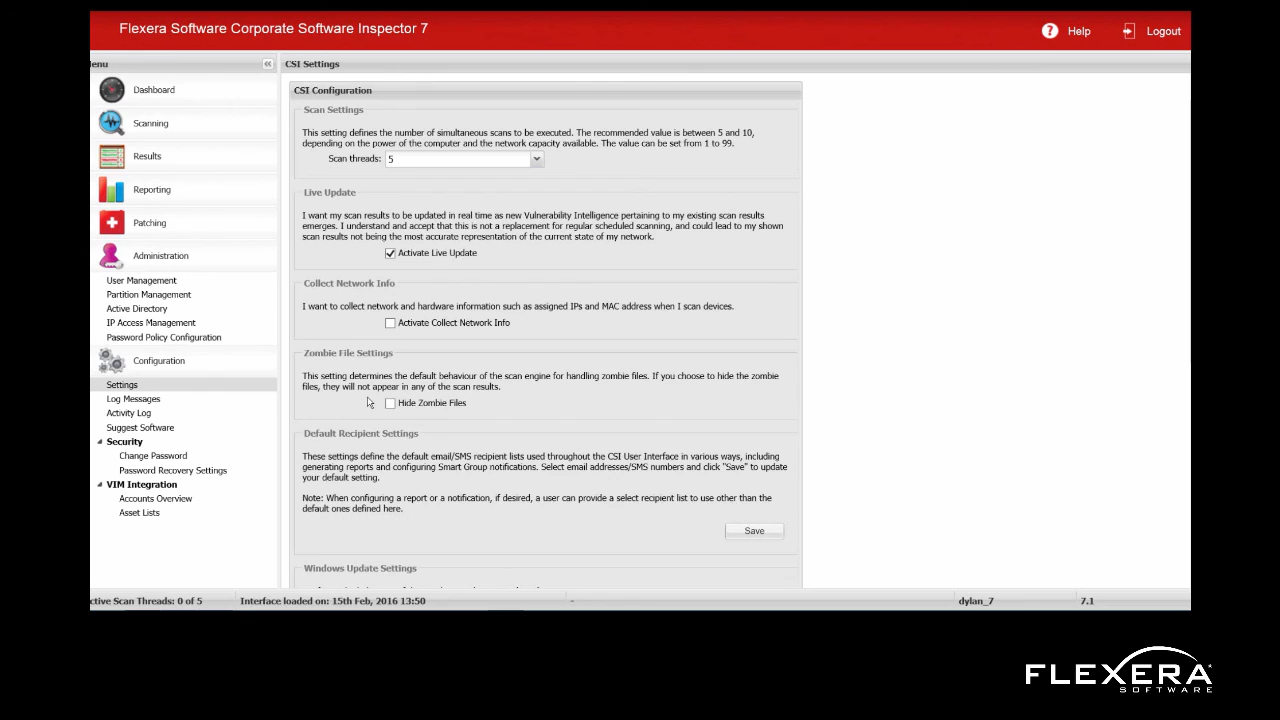 Flexera Software Corporate Software Inspector 7
Help
Logout
enu
Dashboard
Scanning
Results
Reporting
Patching
Administration
User Management
Partition Management
Active Directory
IP Access Management
Password Policy Configuration
Configuration
Settings
Log Messages
Activity Log
Suggest Software
Security
Change Password
Password Recovery Settings
VIM Integration
Accounts Overview
Asset Lists
CSI Settings
CSI Configuration
Scan Settings
This setting defines the number of simultaneous scans to be executed. The recommended value is between 5 and 10,
depending on the power of the computer and the network capacity available. The value can be set from 1 to 99.
Scan threads: 5
Live Update
I want my scan results to be updated in real time as new Vulnerability Intelligence pertaining to my existing scan results
emerges. I understand and accept that this is not a replacement for regular scheduled scanning, and could lead to my shown
scan results not being the most accurate representation of the current state of my network.
Activate Live Update
Collect Network Info
I want to collect network and hardware information such as assigned IPs and MAC address when I scan devices.
Activate Collect Network Info
Zombie File Settings
This setting determines the default behaviour of the scan engine for handling zombie files. If you choose to hide the zombie
files, they will not appear in any of the scan results.
Hide Zombie Files
Default Recipient Settings
These settings define the default email/SMS recipient lists used throughout the CSI User Interface in various ways, including
generating reports and configuring Smart Group notifications. Select email addresses/SMS numbers and click "Save" to update
your default setting.
Note: When configuring a report or a notification, if desired, a user can provide a select recipient list to use other than the
default ones defined here.
Save
Windows Update Settings
ctive Scan Threads: 0 of 5
Interface loaded on: 15th Feb, 2016 13:50
-
dylan_7
7.1
FLEXERA
SOFTWARE